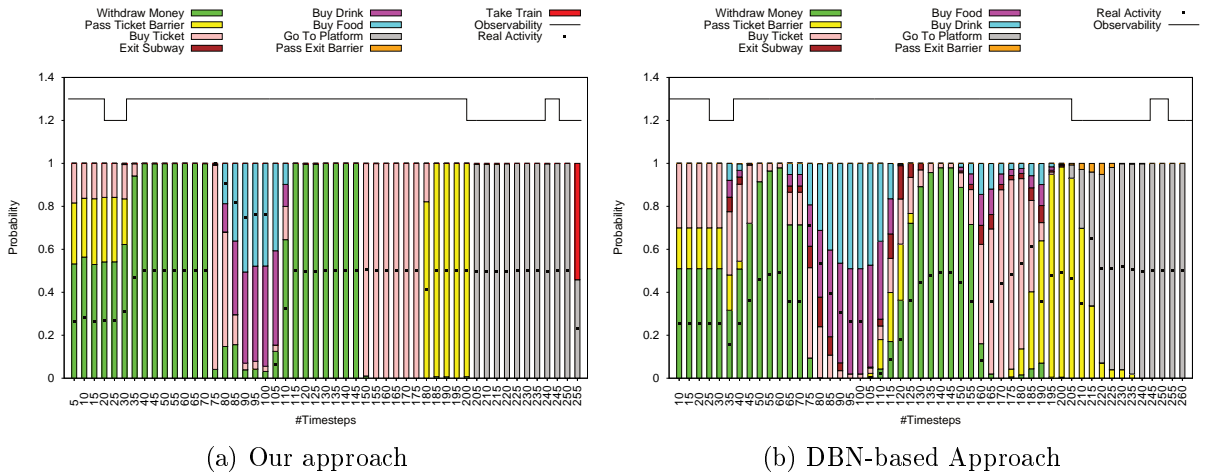 Withdraw Money Buy Drink Take Train
Pass Ticket Barrier Buy Food Observability
Buy Ticket Go To Platform Real Activity
Exit Subway Pass Exit Barrier
1.4
1.2
1
0.8
0.6
0.4
0.2
0
Probability
5 10 15 20 25 30 35 40 45 50 55 60 65 70 75 80 85 90 95 100 105 110 115 120 125 130 135 140 145 150 155 160 165 170 175 180 185 190 195 200 205 210 215 220 225 230 235 240 245 250 255
#Timesteps
(a) Our approach
Withdraw Money Buy Food Real Activity
Pass Ticket Barrier Buy Drink Observability
Buy Ticket Go To Platform
Exit Subway Pass Exit Barrier
1.4
1.2
1
0.8
0.6
0.4
0.2
0
Probability
10 15 20 25 30 35 40 45 50 55 60 65 70 75 80 85 90 95 100 105 110 115 120 125 130 135 140 145 150 155 160 165 170 175 180 185 190 195 200 205 210 215 220 225 230 235 240 245 250 255 260
#Timesteps
(b) DBN-based Approach